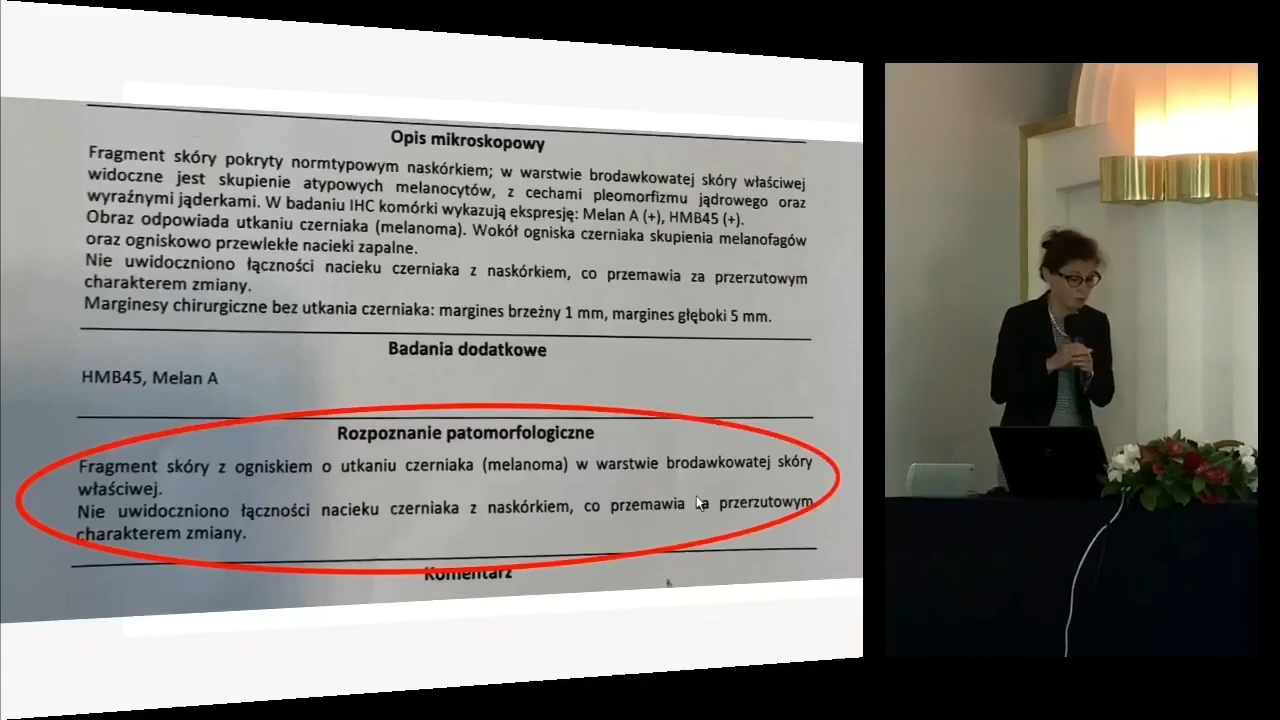 Opis mikroskopowy
Fragment skóry pokryty normtypowym naskórkiem; w warstwie brodawkowatej skóry właściwej
widoczne jest skupienie atypowych melanocytów, z cechami pleomorfizmu jądrowego oraz
wyraźnymi jąderkami. W badaniu IHC komórki wykazują ekspresję: Melan A (+), HMB45 (+).
Obraz odpowiada utkaniu czerniaka (melanoma). Wokół ogniska czerniaka skupienia melanofagów
oraz ogniskowo przewlekłe nacieki zapalne.
Nie uwidoczniono łączności nacieku czerniaka z naskórkiem, co przemawia za przerzutowym
charakterem zmiany.
Marginesy chirurgiczne bez utkania czerniaka: margines brzeżny 1 mm, margines głęboki 5 mm.
Badania dodatkowe
HMB45, Melan A
Rozpoznanie patomorfologiczne
Fragment skóry z ogniskiem o utkaniu czerniaka (melanoma) w warstwie brodawkowatej skóry
właściwej.
Nie uwidoczniono łączności nacieku czerniaka z naskórkiem, co przemawia za przerzutowym
charakterem zmiany.
Komentarz